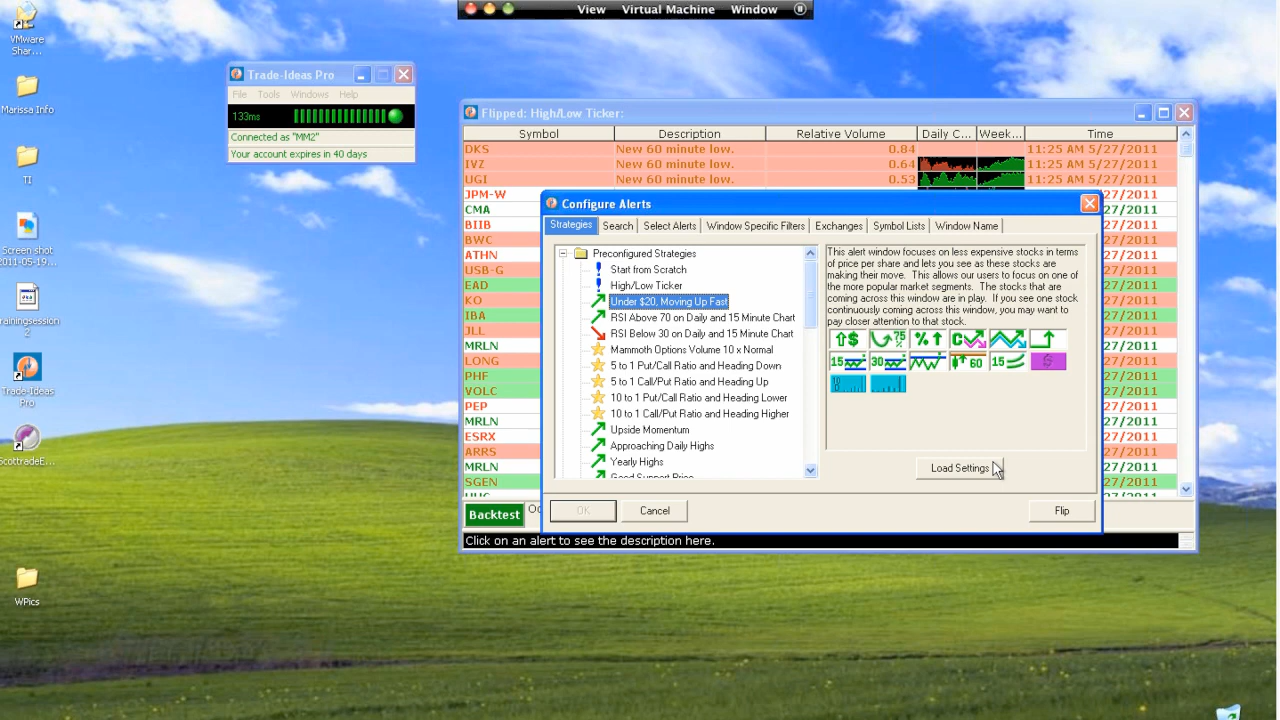 View Virtual Machine Window
VMware
Shar...
Marissa Info
TI
Screen shot
2011-05-19...
rainingsession
2
Trade-Ideas
Pro
ScottradeE...
WPics
Trade-Ideas Pro
File Tools Windows Help
133ms
Connected as "MM2"
Your account expires in 40 days
Flipped: High/Low Ticker:
Symbol Description Relative Volume Daily C... Week... Time
DKS New 60 minute low. 0.84 11:25 AM 5/27/2011
IVZ New 60 minute low. 0.64 11:25 AM 5/27/2011
UGI New 60 minute low. 0.53 11:25 AM 5/27/2011
JPM-W 27/2011
CMA 27/2011
BIIB 27/2011
BWC 27/2011
ATHN 27/2011
USB-G 27/2011
EAD 27/2011
KO 27/2011
IBA 27/2011
JLL 27/2011
MRLN 27/2011
LONG 27/2011
PHF 27/2011
VOLC 27/2011
PEP 27/2011
MRLN 27/2011
ESRX 27/2011
ARRS 27/2011
MRLN 27/2011
SGEN 27/2011
Backtest
Click on an alert to see the description here.
Configure Alerts
Strategies Search Select Alerts Window Specific Filters Exchanges Symbol Lists Window Name
Preconfigured Strategies
Start from Scratch
High/Low Ticker
Under $20, Moving Up Fast
RSI Above 70 on Daily and 15 Minute Chart
RSI Below 30 on Daily and 15 Minute Chart
Mammoth Options Volume 10 x Normal
5 to 1 Put/Call Ratio and Heading Down
5 to 1 Call/Put Ratio and Heading Up
10 to 1 Put/Call Ratio and Heading Lower
10 to 1 Call/Put Ratio and Heading Higher
Upside Momentum
Approaching Daily Highs
Yearly Highs
Good Support Price
This alert window focuses on less expensive stocks in terms
of price per share and lets you see as these stocks are
making their move. This allows our users to focus on one of
the more popular market segments. The stocks that are
coming across this window are in play. If you see one stock
continuously coming across this window, you may want to
pay closer attention to that stock.
$ 75 % C
15 30 60 15 $
Load Settings
OK Cancel Flip